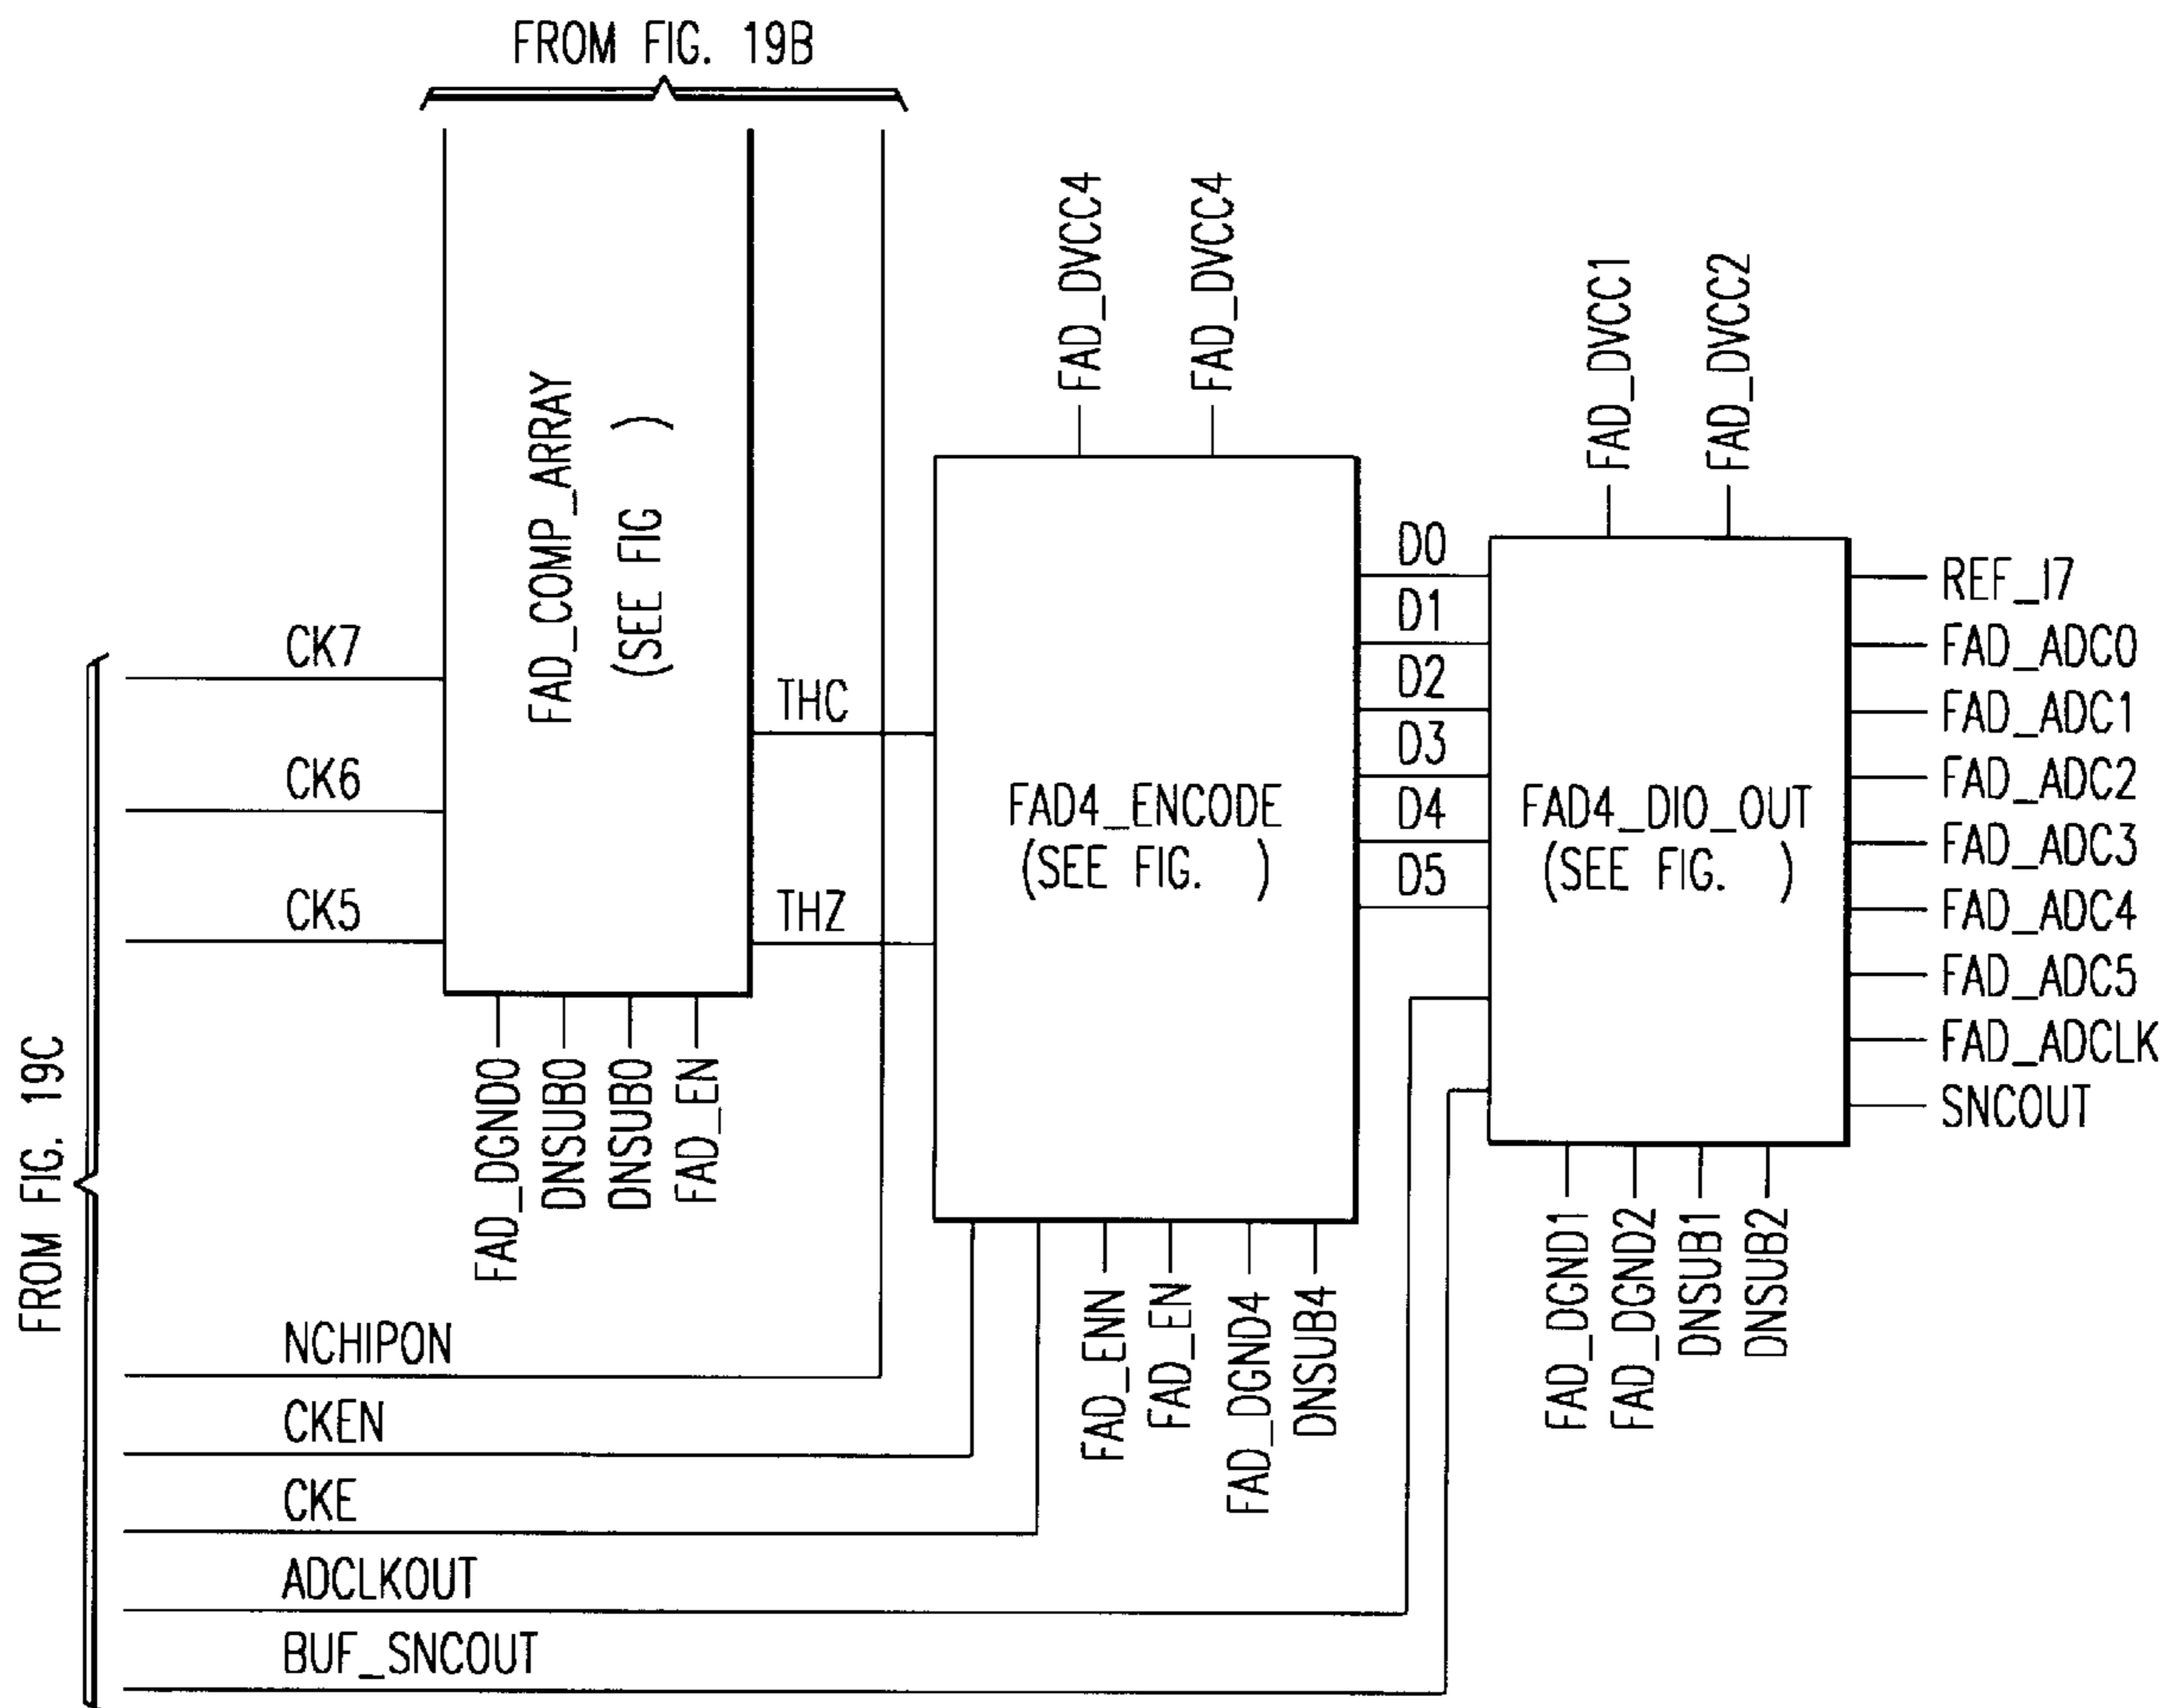 FROM FIG. 19B
FAD_DVCC4
FAD_DVCC4
FAD_DVCC1
FAD_DVCC2
FAD_COMP_ARRAY
(SEE FIG )
CK7
CK6
CK5
THC
THZ
FAD4_ENCODE
(SEE FIG. )
D0
D1
D2
D3
D4
D5
FAD4_DIO_OUT
(SEE FIG. )
REF_I7
FAD_ADC0
FAD_ADC1
FAD_ADC2
FAD_ADC3
FAD_ADC4
FAD_ADC5
FAD_ADCLK
SNCOUT
FROM FIG. 19C
FAD_DGND0
DNSUB0
DNSUB0
FAD_EN
FAD_ENN
FAD_EN
FAD_DGND4
DNSUB4
FAD_DGND1
FAD_DGND2
DNSUB1
DNSUB2
NCHIPON
CKEN
CKE
ADCLKOUT
BUF_SNCOUT